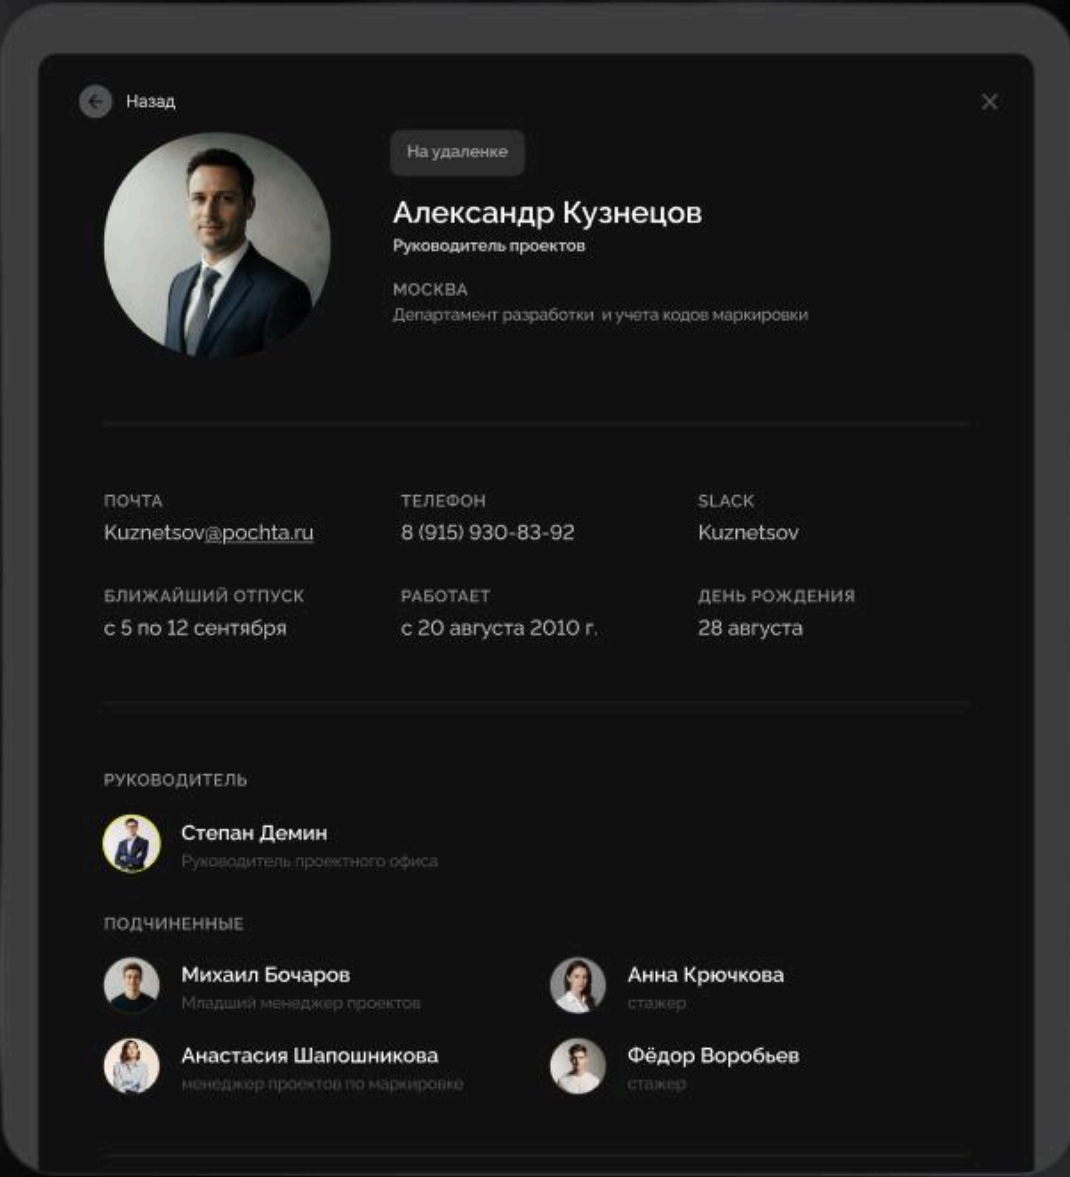 Назад
На удаленке
Александр Кузнецов
Руководитель проектов
МОСКВА
Департамент разработки и учета кодов маркировки
ПОЧТА
ТЕЛЕФОН
SLACK
Kuznetsov@pochta.ru
8 (915) 930-83-92
Kuznetsov
БЛИЖАЙШИЙ ОТПУСК
РАБОТАЕТ
ДЕНЬ РОЖДЕНИЯ
с 5 по 12 сентября
с 20 августа 2010 г.
28 августа
РУКОВОДИТЕЛЬ
Степан Демин
Руководитель проектного офиса
ПОДЧИНЕННЫЕ
Михаил Бочаров
Младший менеджер проектов
Анна Крючкова
стажер
Анастасия Шапошникова
менеджер проектов по маркировке
Фёдор Воробьев
стажер